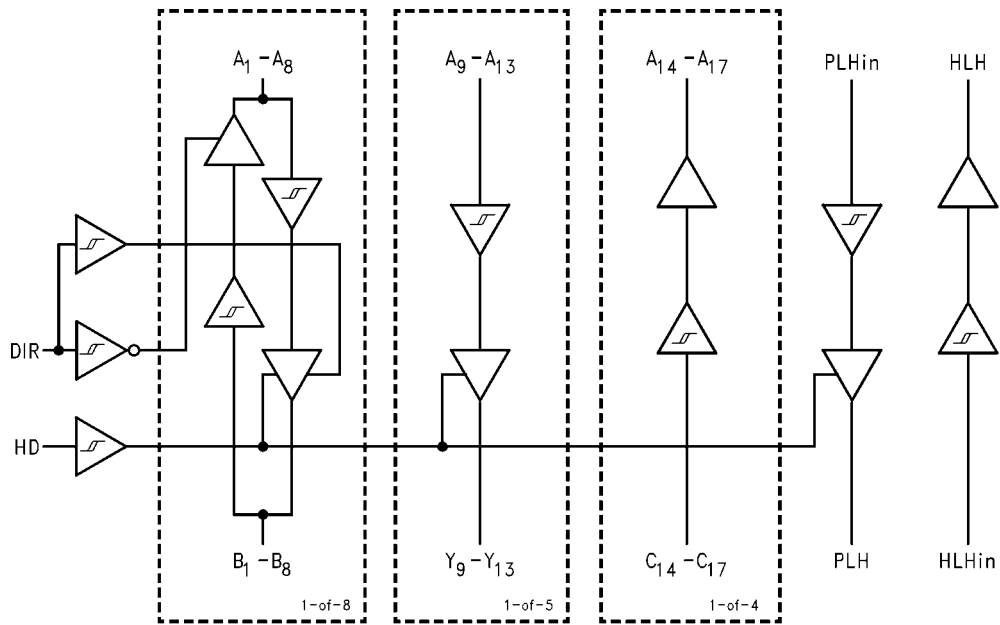 A₁ –A₈ A₉ –A₁₃ A₁₄ –A₁₇ PLHin HLH
DIR
HD
B₁ –B₈ Y₉ –Y₁₃ C₁₄ –C₁₇ PLH HLHin
1-of-8 1-of-5 1-of-4